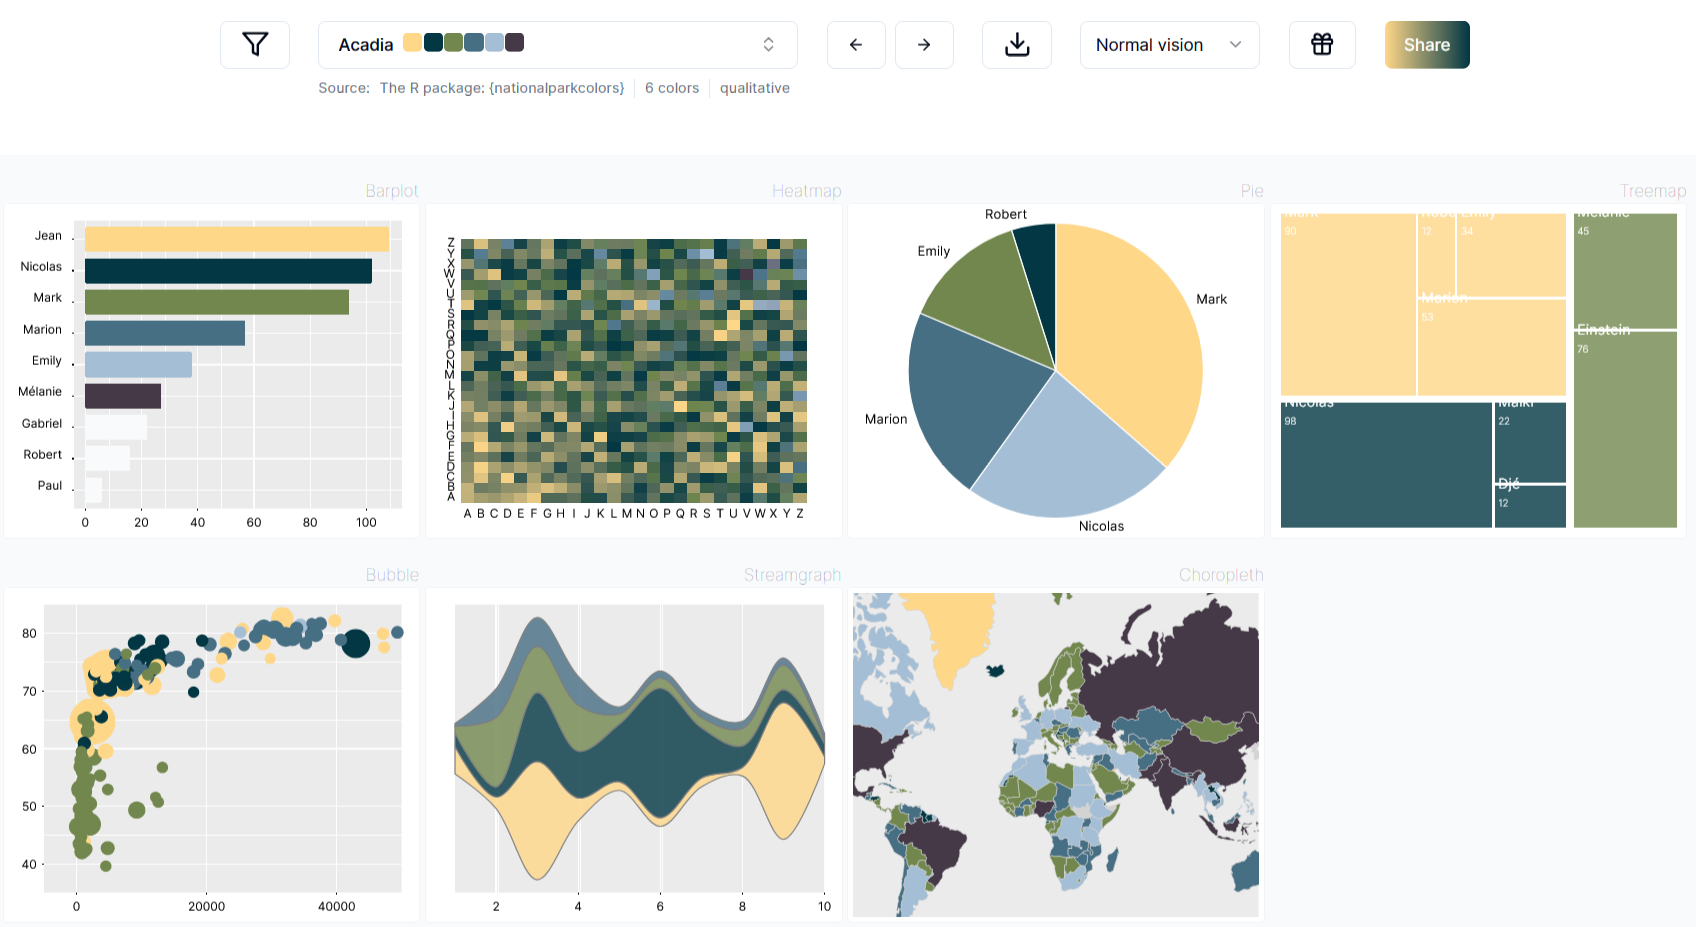 Acadia
Normal vision
Share
Source: The R package: {nationalparkcolors} 6 colors qualitative
Barplot
Heatmap
Pie
Treemap
Jean
Nicolas
Mark
Marion
Emily
Mélanie
Gabriel
Robert
Paul
0 20 40 60 80 100
Z
Y
X
W
V
U
T
S
R
Q
P
O
N
M
L
K
J
I
H
G
F
E
D
C
B
A
A B C D E F G H I J K L M N O P Q R S T U V W X Y Z
Robert
Emily
Mark
Marion
Nicolas
Mark
90
Robe
12
Emily
34
Marion
53
Mélanie
45
Einstein
76
Nicolas
98
Malki
22
Djé
12
Bubble
Streamgraph
Choropleth
80
70
60
50
40
0 20000 40000
2 4 6 8 10